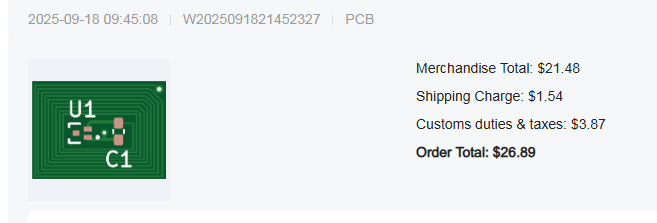 2025-09-18 09:45:08 | W2025091821452327 | PCB
U1
C1
Merchandise Total: $21.48
Shipping Charge: $1.54
Customs duties & taxes: $3.87
Order Total: $26.89